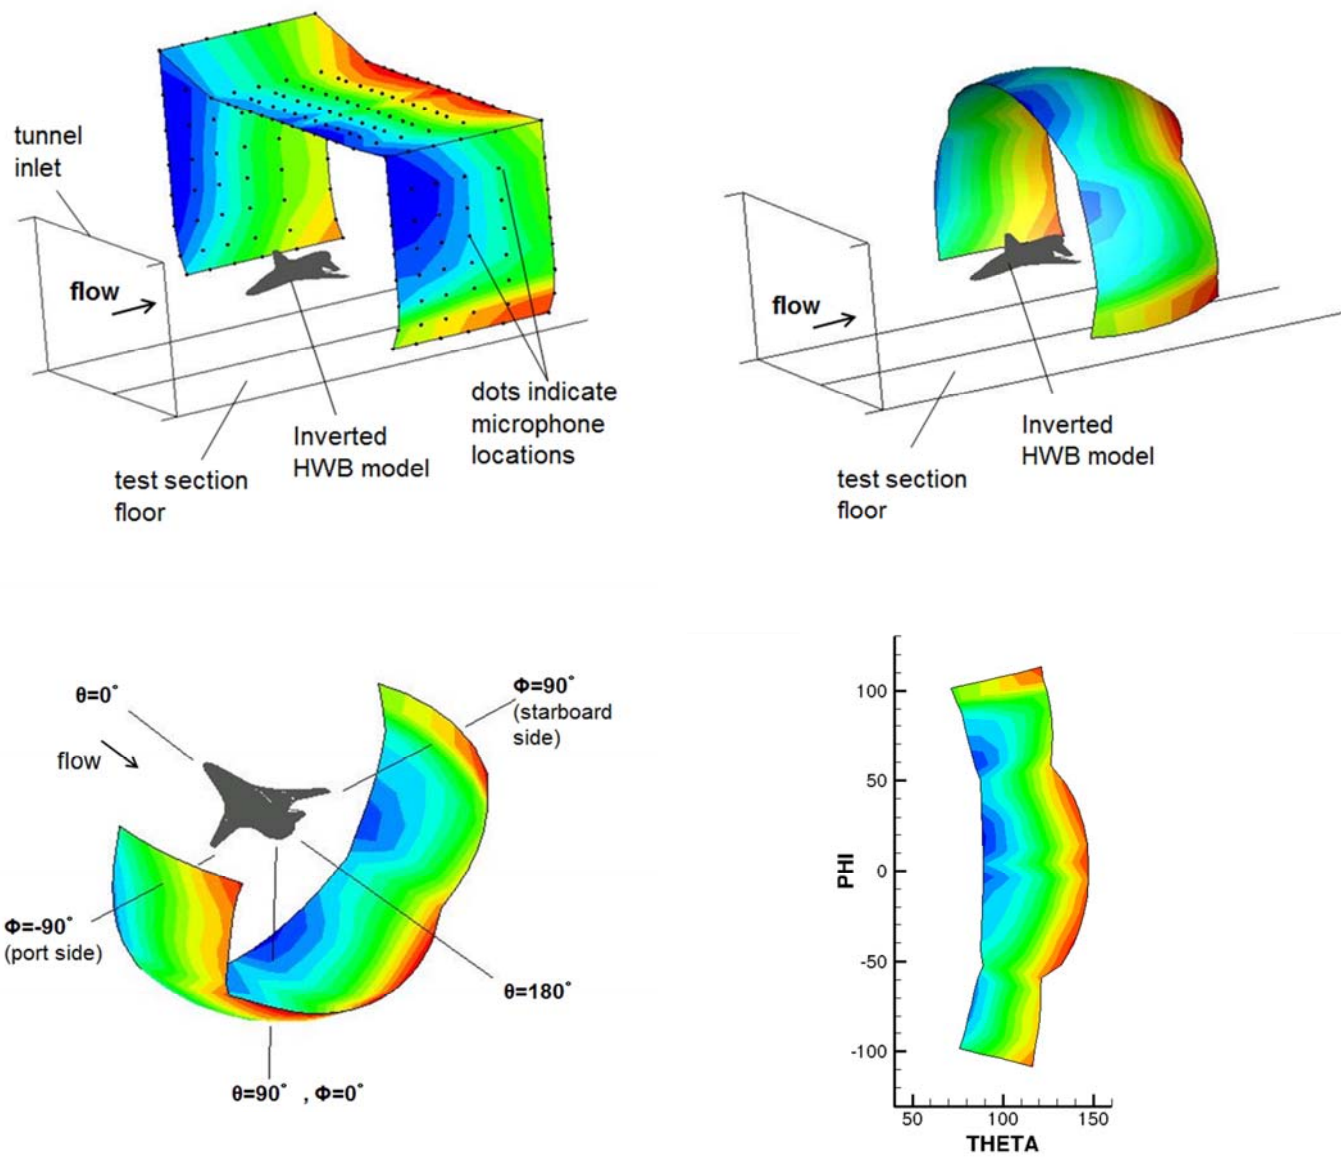 tunnel
inlet
flow
Inverted
HWB model
test section
floor
dots indicate
microphone
locations
flow
Inverted
HWB model
test section
floor
θ=0°
flow
Φ=90°
(starboard
side)
Φ=-90°
(port side)
θ=180°
θ=90° , Φ=0°
PHI
100
50
0
-50
-100
50 100 150
THETA